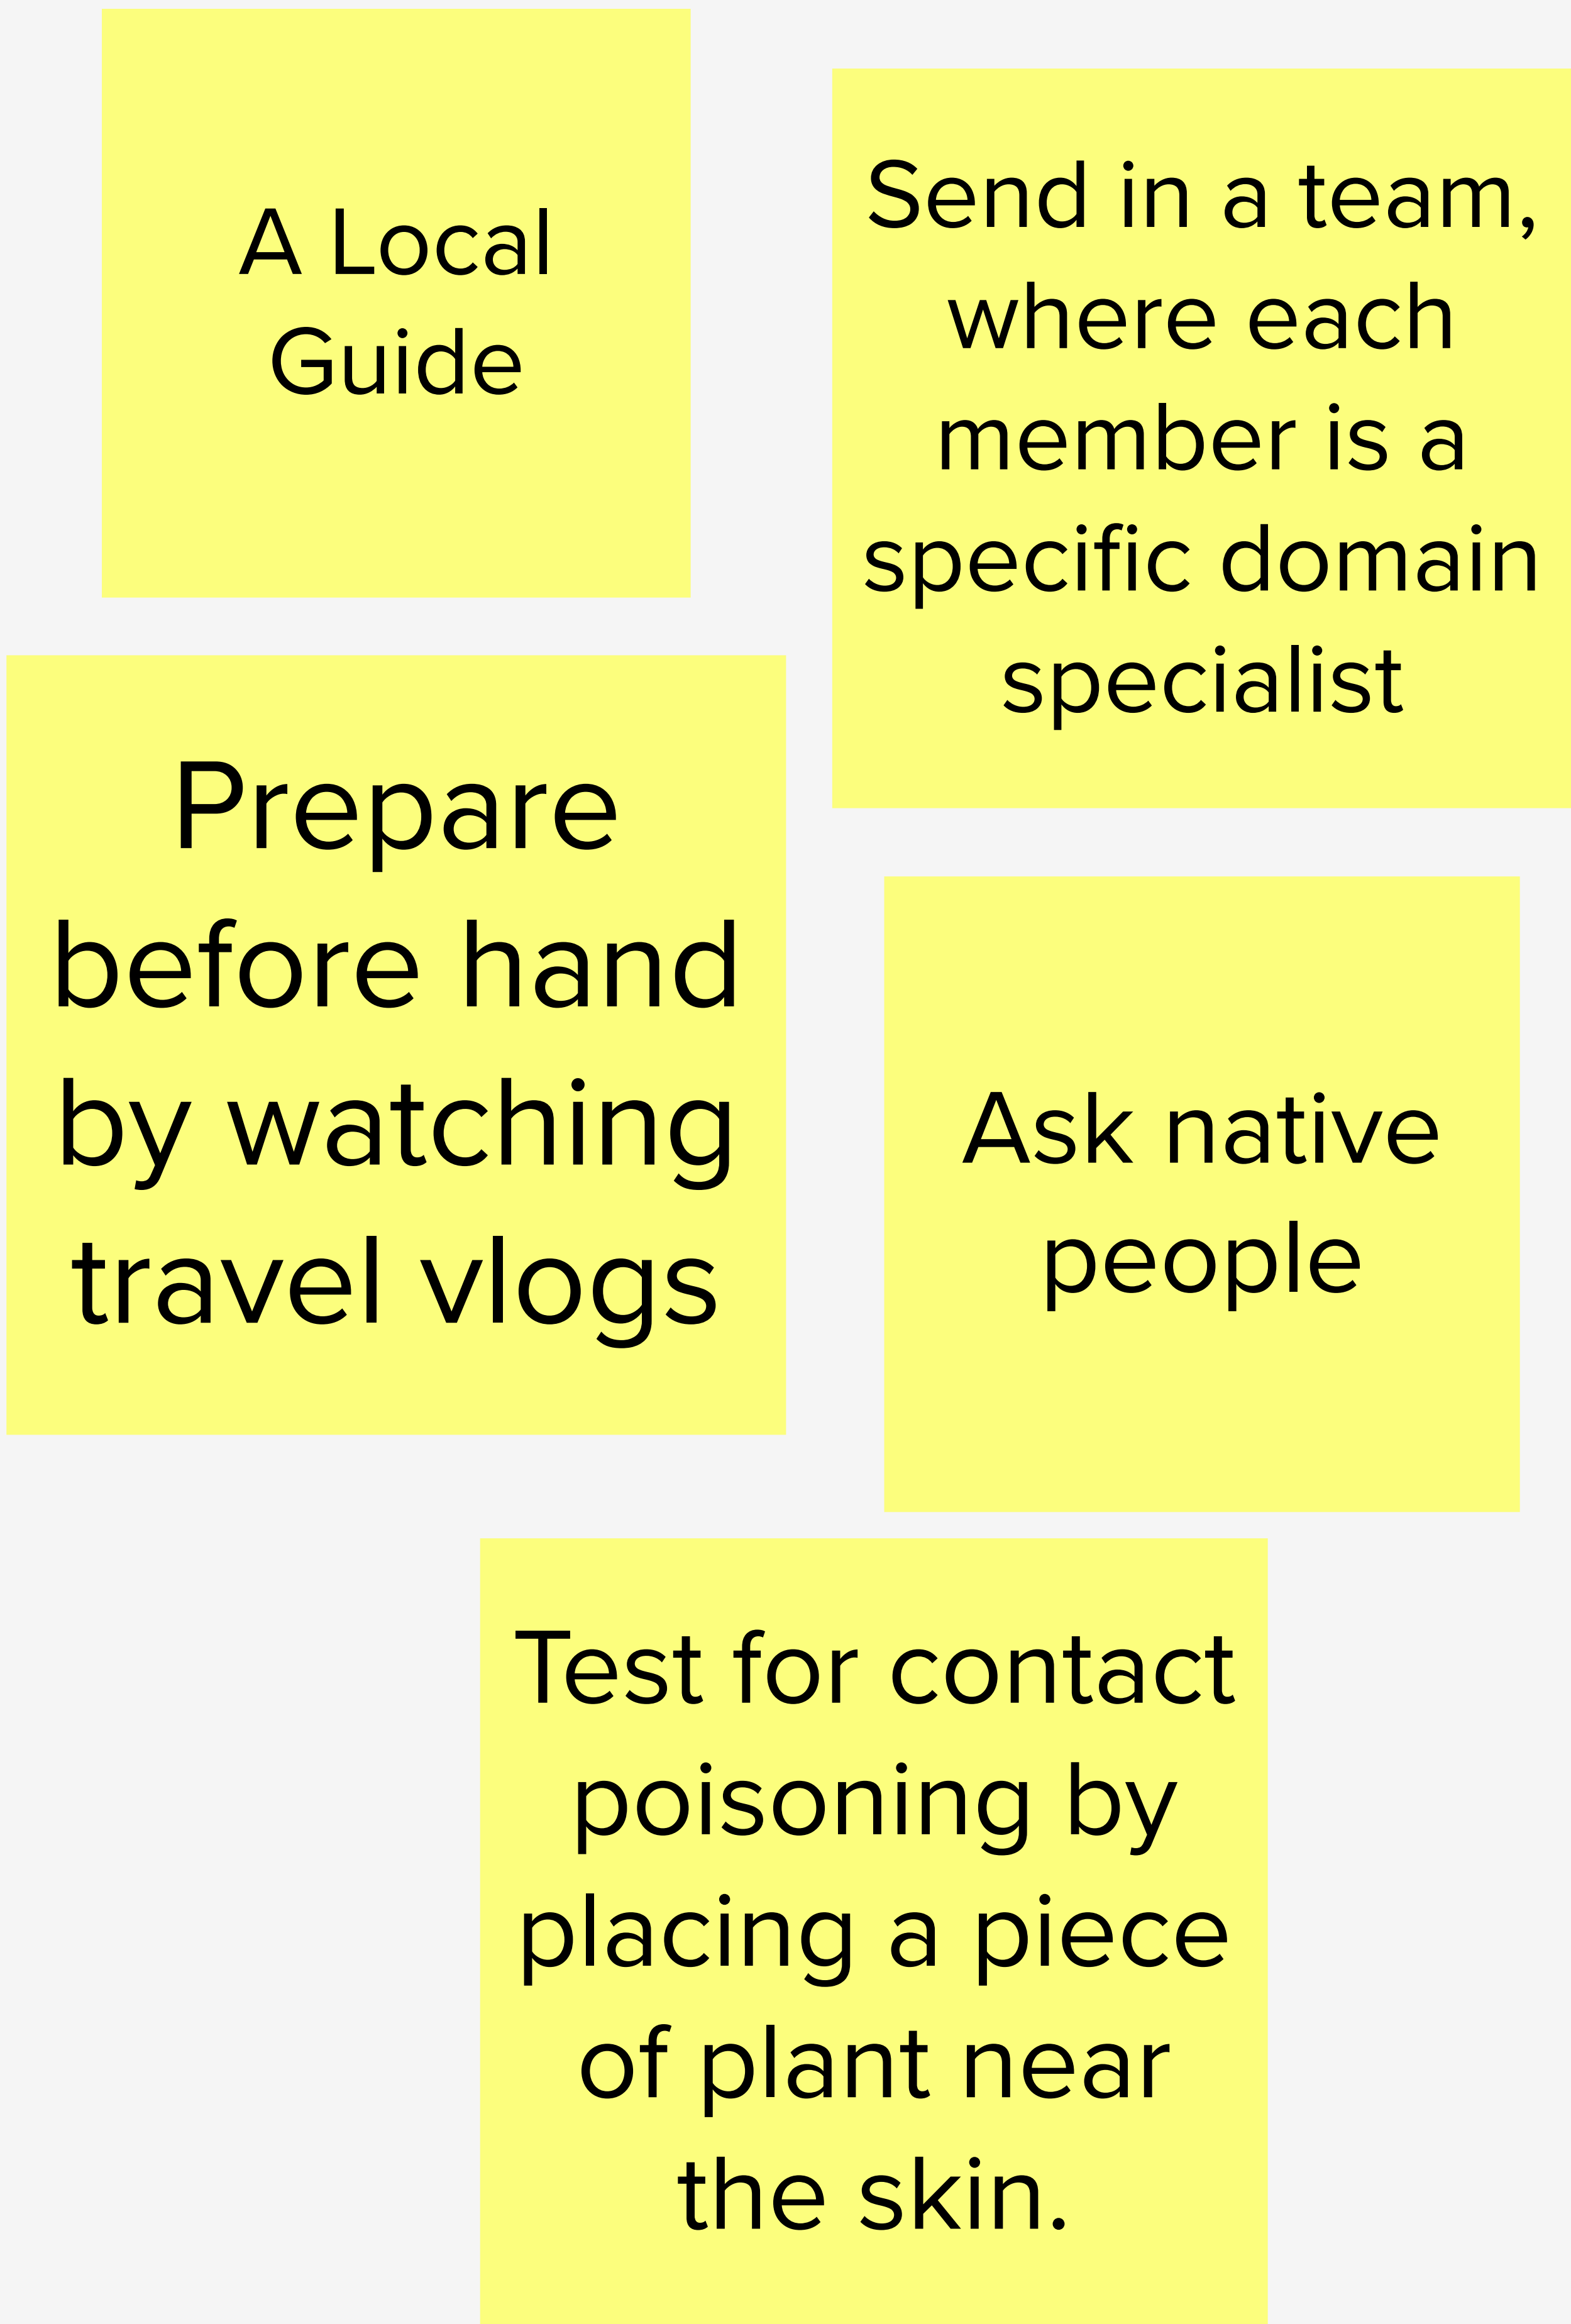 A Local
Guide
Send in a team,
where each
member is a
specific domain
specialist
Prepare
before hand
by watching
travel vlogs
Ask native
people
Test for contact
poisoning by
placing a piece
of plant near
the skin.